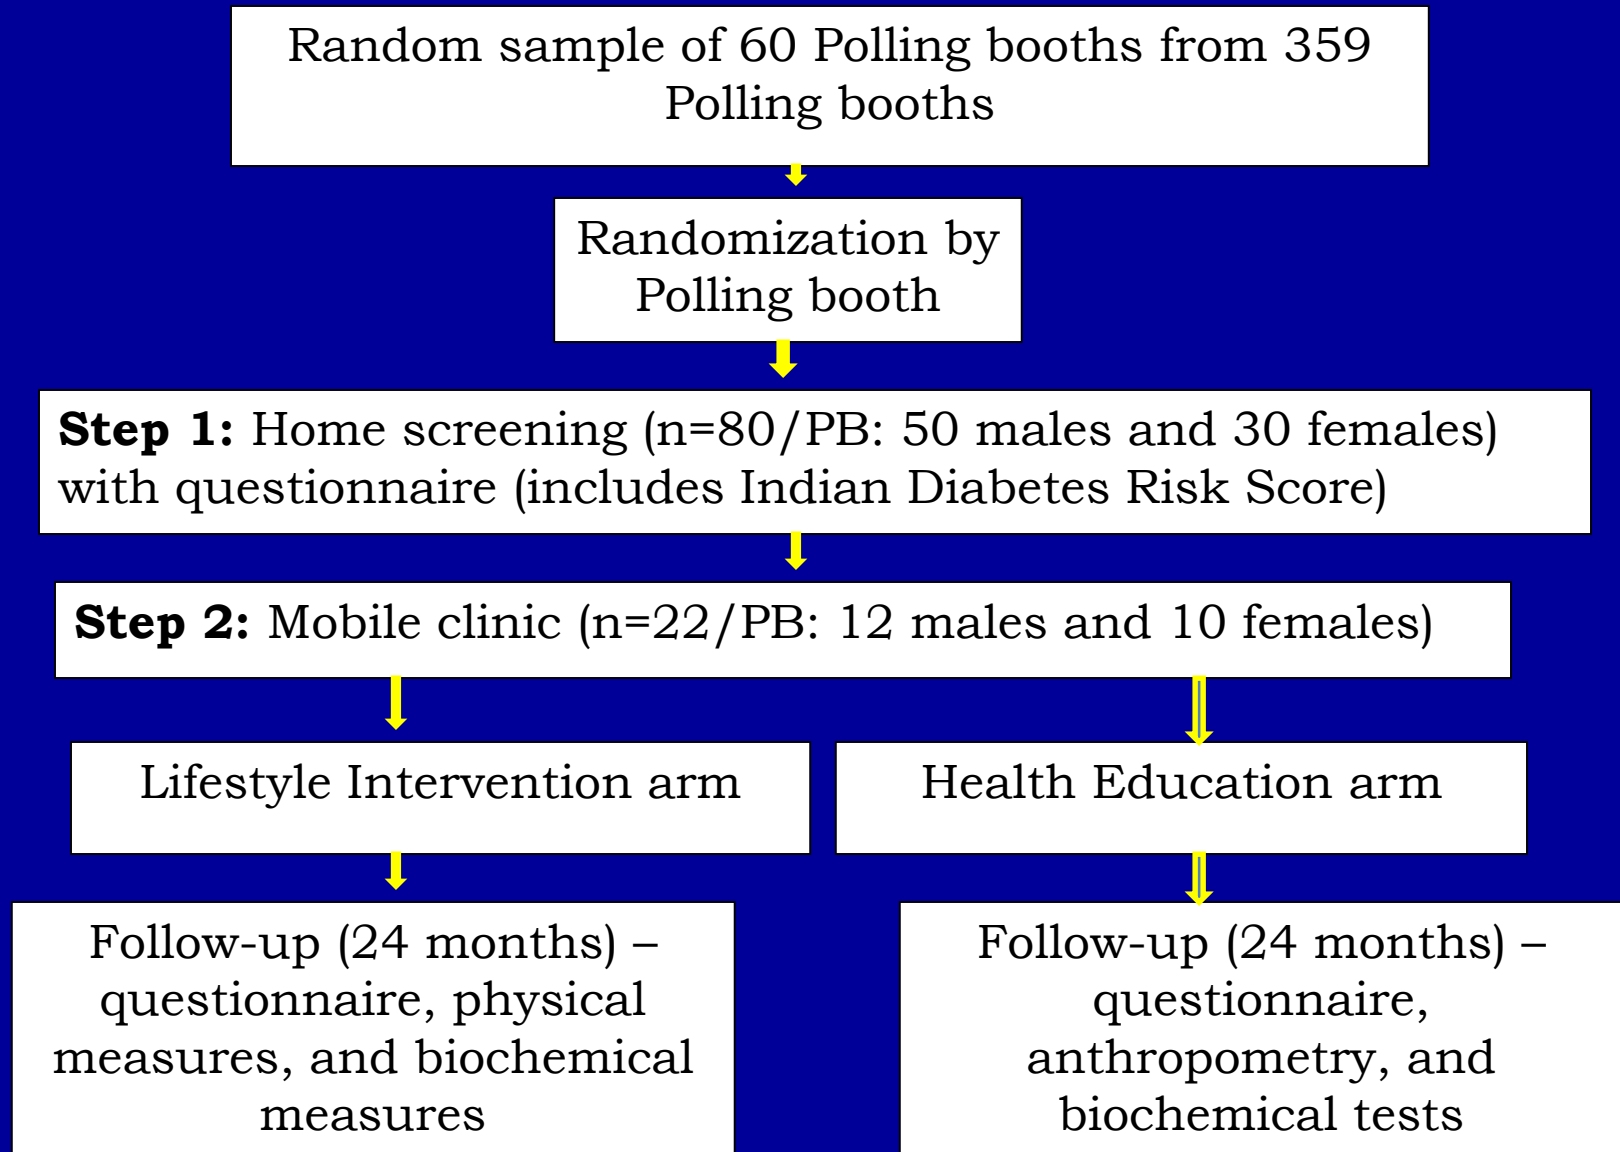 Random sample of 60 Polling booths from 359
Polling booths
Randomization by
Polling booth
Step 1: Home screening (n=80/PB: 50 males and 30 females)
with questionnaire (includes Indian Diabetes Risk Score)
Step 2: Mobile clinic (n=22/PB: 12 males and 10 females)
Lifestyle Intervention arm
Health Education arm
Follow-up (24 months) –
questionnaire, physical
measures, and biochemical
measures
Follow-up (24 months) –
questionnaire,
anthropometry, and
biochemical tests